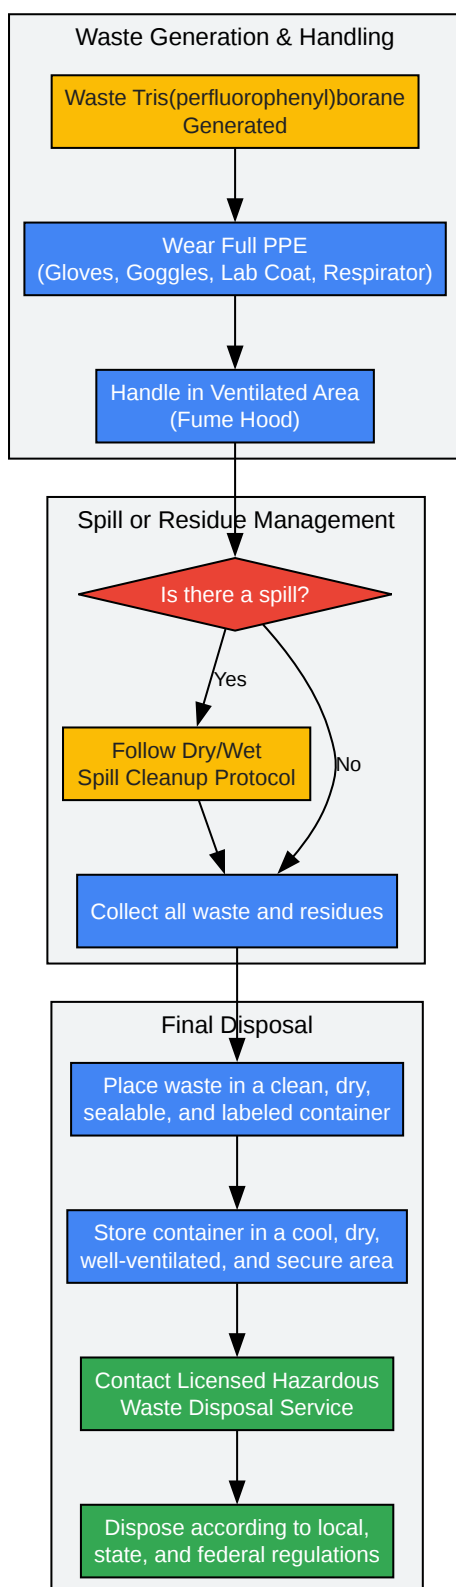 Waste Generation & Handling
Waste Tris(perfluorophenyl)borane
Generated
Wear Full PPE
(Gloves, Goggles, Lab Coat, Respirator)
Handle in Ventilated Area
(Fume Hood)
Spill or Residue Management
Is there a spill?
Yes
Follow Dry/Wet
Spill Cleanup Protocol
No
Collect all waste and residues
Final Disposal
Place waste in a clean, dry,
sealable, and labeled container
Store container in a cool, dry,
well-ventilated, and secure area
Contact Licensed Hazardous
Waste Disposal Service
Dispose according to local,
state, and federal regulations